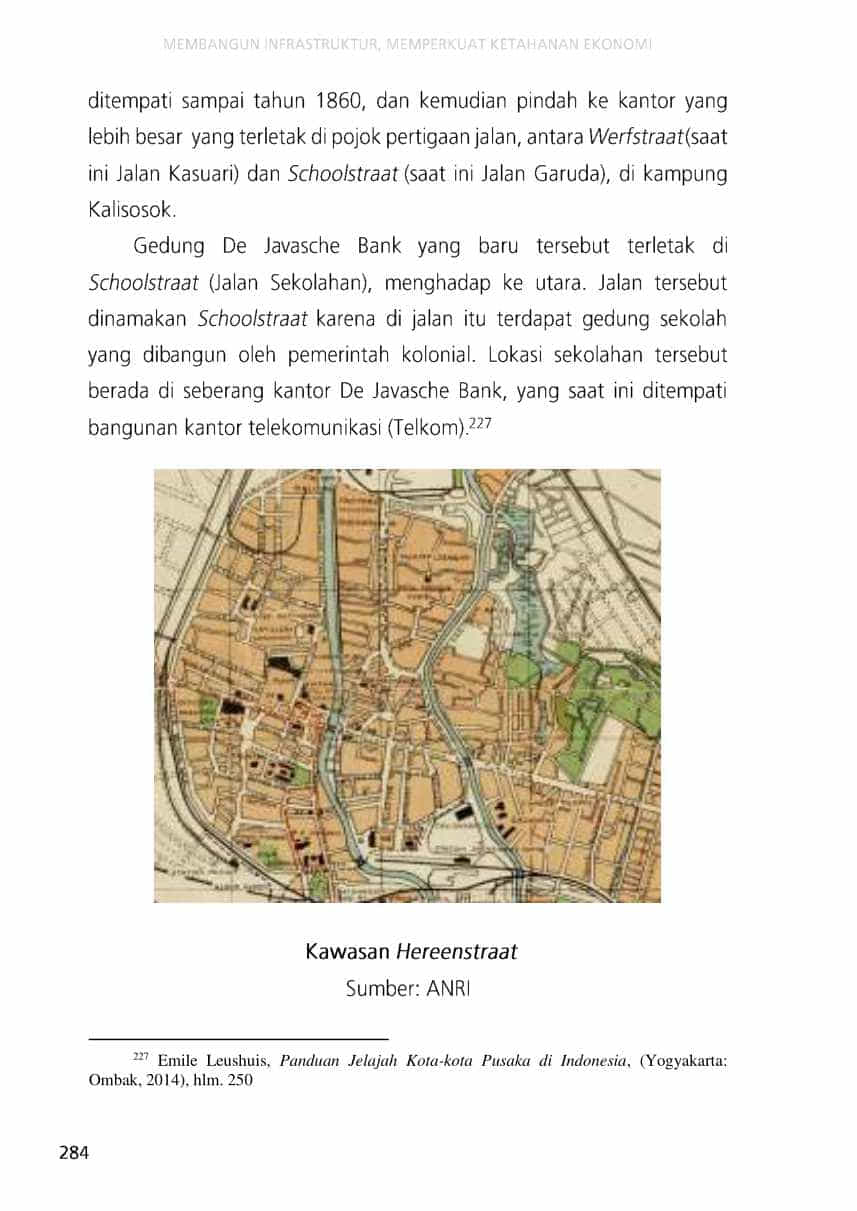 MEMBANGUN INFRASTRUKTUR, MEMPERKUAT KETAHANAN EKONOMI
ditempati sampai tahun 1860, dan kemudian pindah ke kantor yang
lebih besar yang terletak di pojok pertigaan jalan, antara Werfstraat(saat
ini Jalan Kasuari) dan Schoolstraat (saat ini Jalan Garuda), di kampung
Kalisosok.
Gedung De Javasche Bank yang baru tersebut terletak di
Schoolstraat (Jalan Sekolahan), menghadap ke utara. Jalan tersebut
dinamakan Schoolstraat karena di jalan itu terdapat gedung sekolah
yang dibangun oleh pemerintah kolonial. Lokasi sekolahan tersebut
berada di seberang kantor De Javasche Bank, yang saat ini ditempati
bangunan kantor telekomunikasi (Telkom).227
Kawasan Hereenstraat
Sumber: ANRI
227 Emile Leushuis, Panduan Jelajah Kota-kota Pusaka di Indonesia, (Yogyakarta:
Ombak, 2014), hlm. 250
284